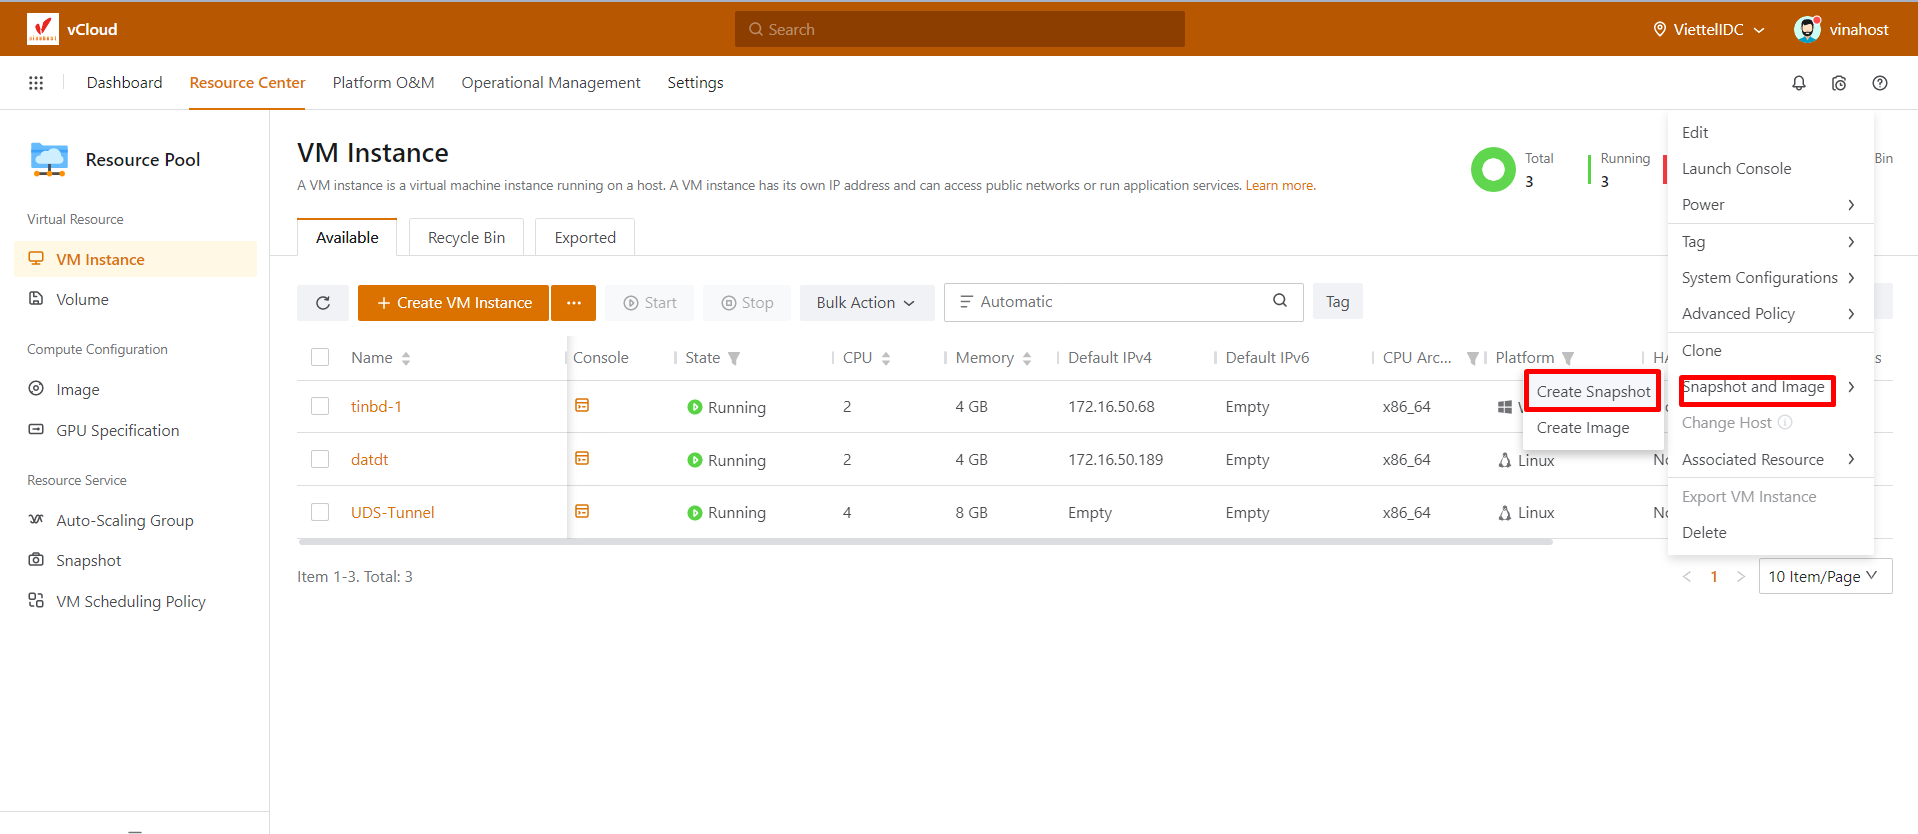 vCloud
Search
ViettelIDC
vinahost
Dashboard
Resource Center
Platform O&M
Operational Management
Settings
Resource Pool
Virtual Resource
VM Instance
Volume
Compute Configuration
Image
GPU Specification
Resource Service
Auto-Scaling Group
Snapshot
VM Scheduling Policy
VM Instance
A VM instance is a virtual machine instance running on a host. A VM instance has its own IP address and can access public networks or run application services. Learn more.
Total
3
Running
3
Bin
Available
Recycle Bin
Exported
+ Create VM Instance
...
Start
Stop
Bulk Action
Automatic
Tag
Name Console State CPU Memory Default IPv4 Default IPv6 CPU Arc... Platform
tinbd-1 Running 2 4 GB 172.16.50.68 Empty x86_64
datdt Running 2 4 GB 172.16.50.189 Empty x86_64 Linux
UDS-Tunnel Running 4 8 GB Empty Empty x86_64 Linux
Item 1-3. Total: 3
< 1 >
10 Item/Page
Create Snapshot
Create Image
Edit
Launch Console
Power
Tag
System Configurations
Advanced Policy
Clone
Snapshot and Image
Change Host
Associated Resource
Export VM Instance
Delete